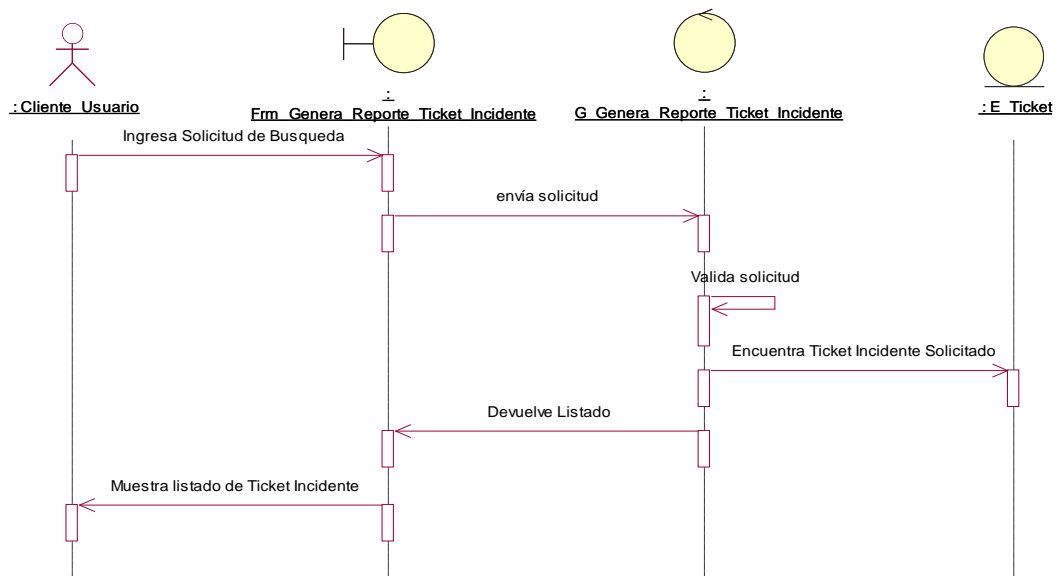 : Cliente_Usuario
:
Frm_Genera_Reporte_Ticket_Incidente
:
G_Genera_Reporte_Ticket_Incidente
: E_Ticket
Ingresa Solicitud de Busqueda
envía solicitud
Valida solicitud
Encuentra Ticket Incidente Solicitado
Devuelve Listado
Muestra listado de Ticket Incidente